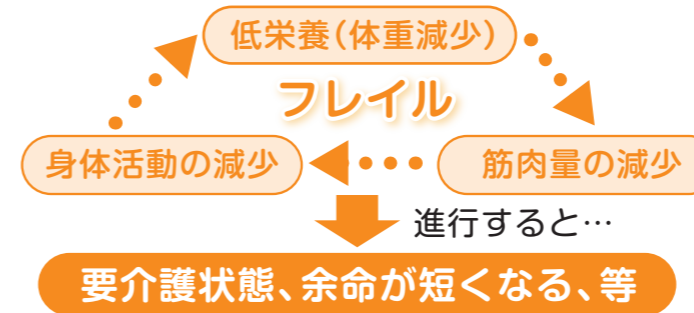 低栄養（体重減少）
フレイル
身体活動の減少
筋肉量の減少
進行すると…
要介護状態、余命が短くなる、等